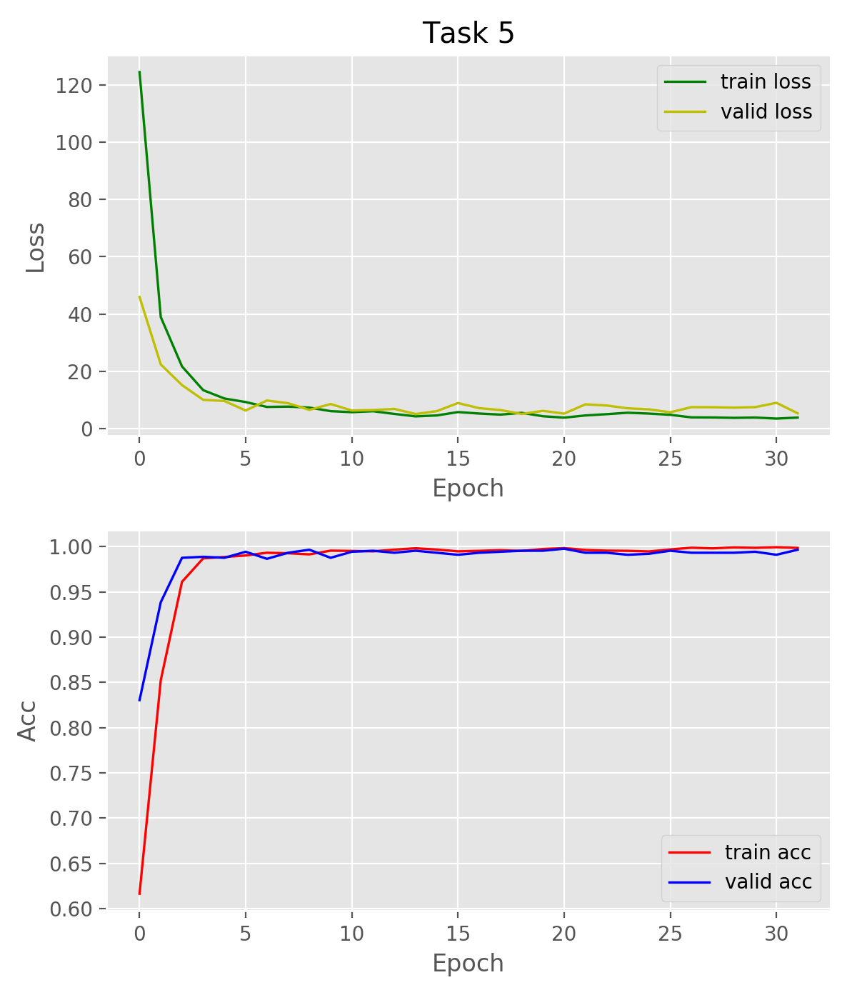 Task 5
120
100
80
60
40
20
0
Loss
train loss
valid loss
0 5 10 15 20 25 30
Epoch
1.00
0.95
0.90
0.85
0.80
0.75
0.70
0.65
0.60
Acc
train acc
valid acc
0 5 10 15 20 25 30
Epoch